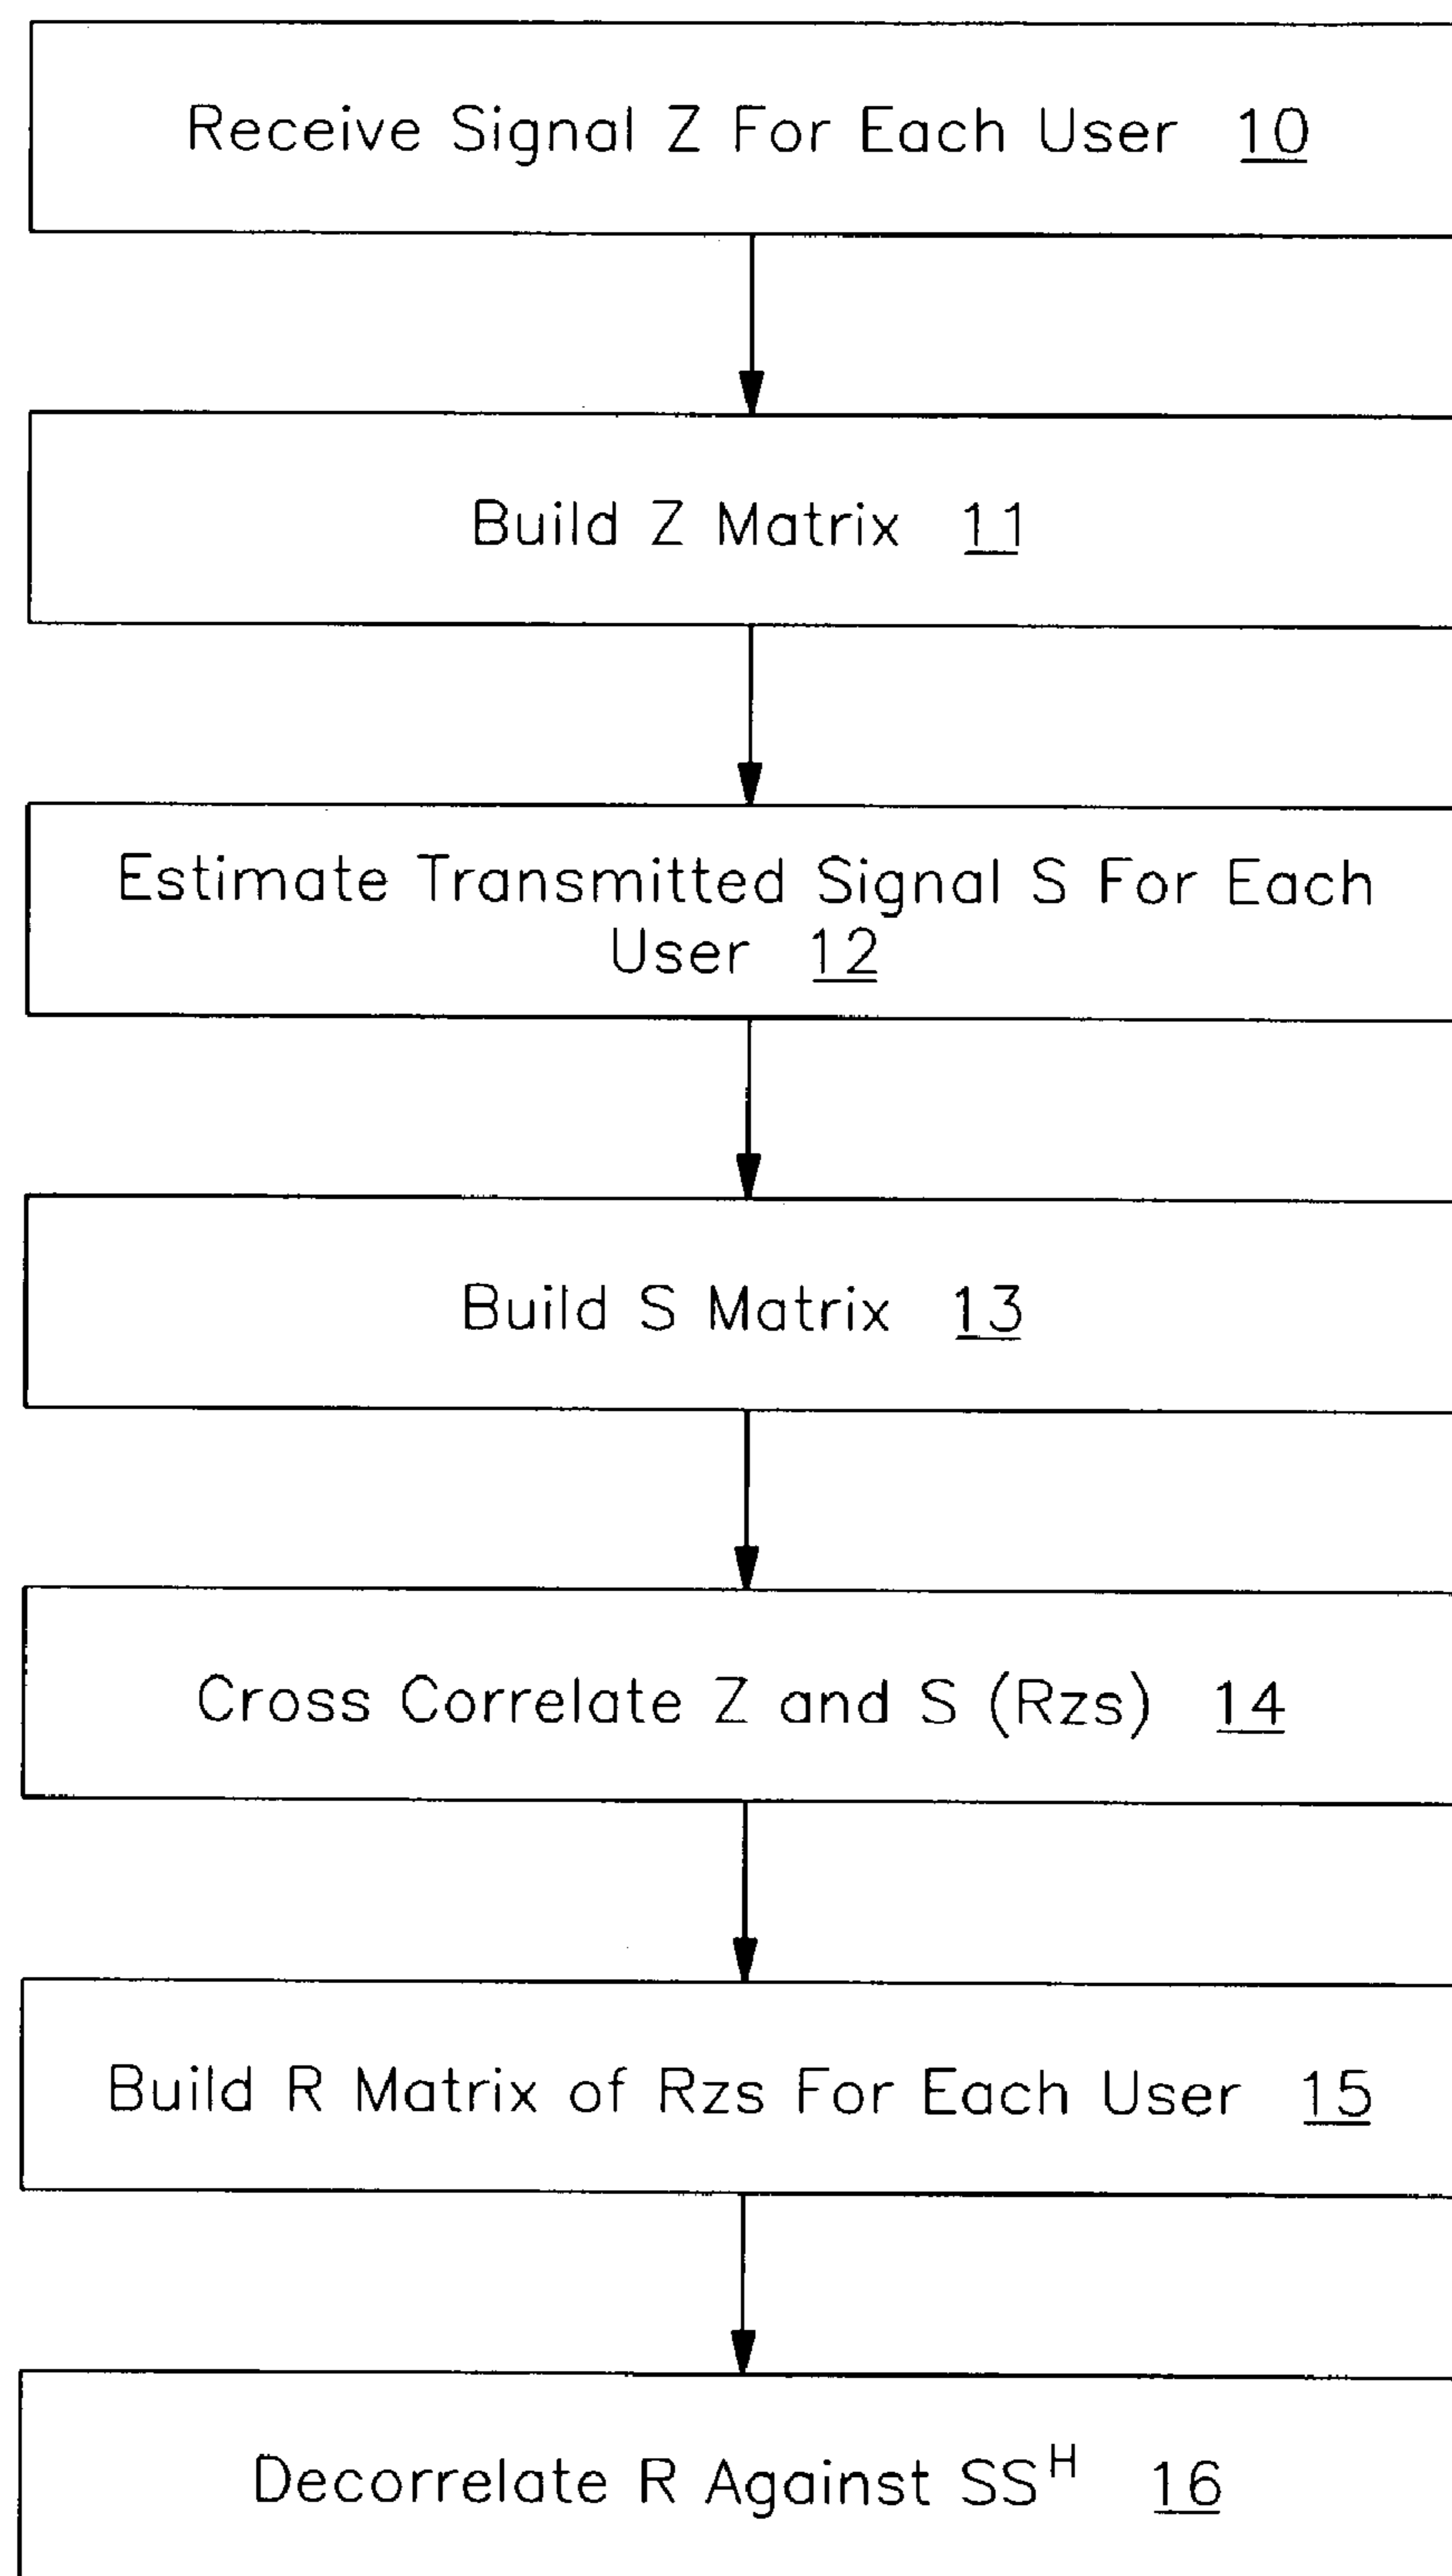 Receive Signal Z For Each User 10
Build Z Matrix 11
Estimate Transmitted Signal S For Each
User 12
Build S Matrix 13
Cross Correlate Z and S (Rzs) 14
Build R Matrix of Rzs For Each User 15
Decorrelate R Against SS^H 16